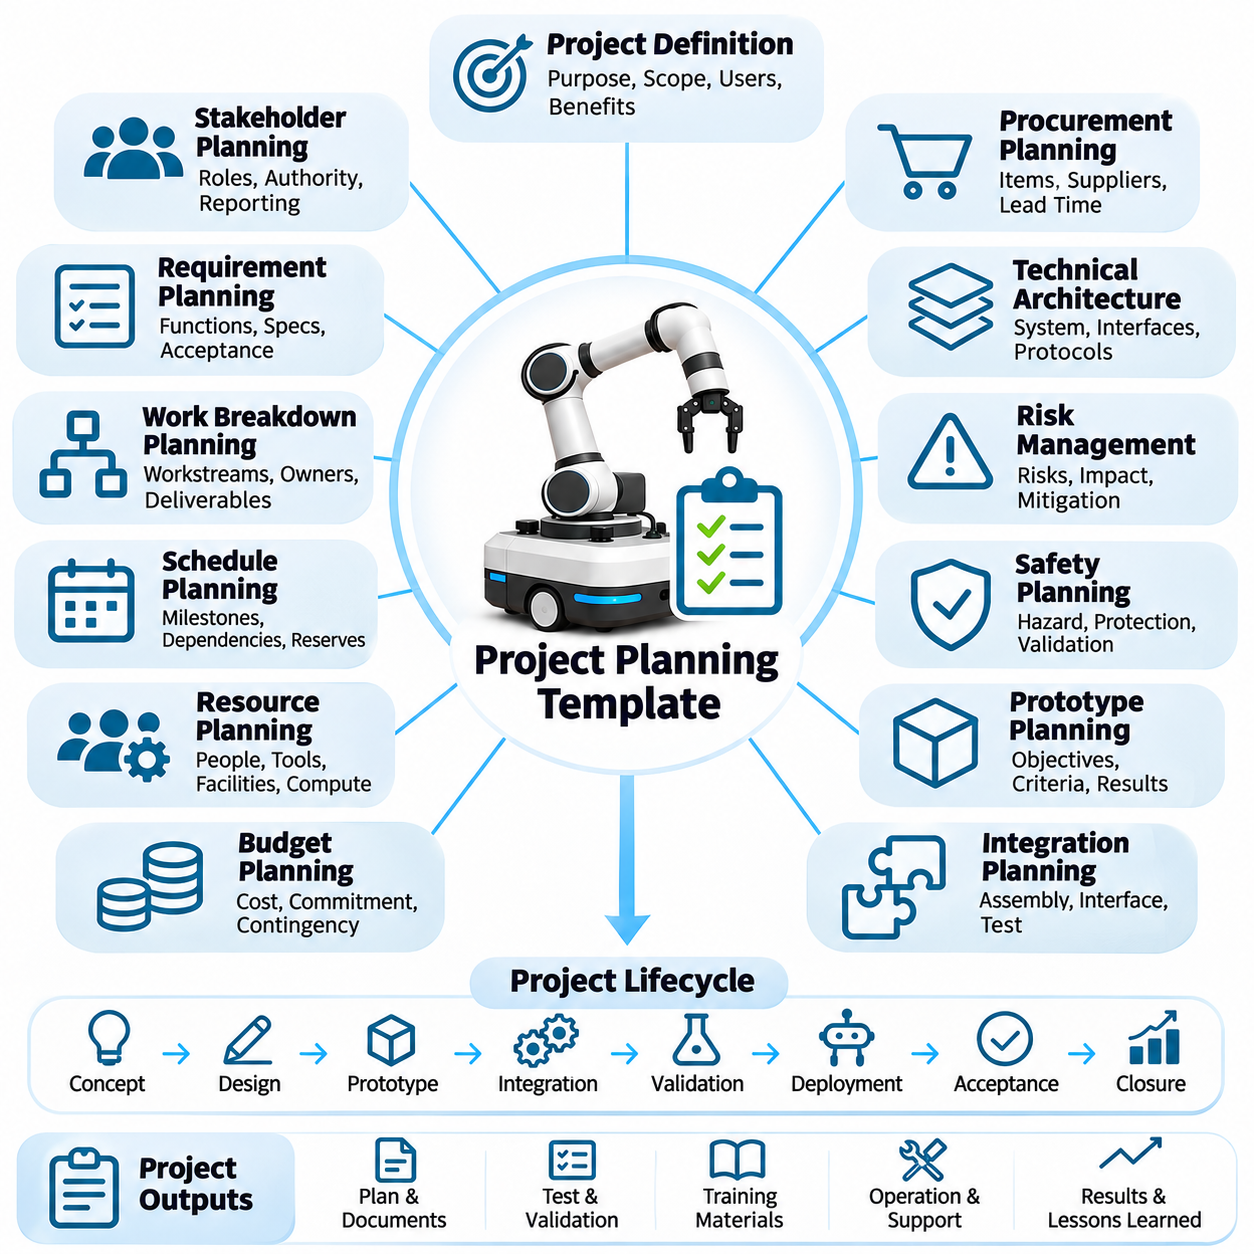 Project Definition
Purpose, Scope, Users,
Benefits
Stakeholder
Planning
Roles, Authority,
Reporting
Requirement
Planning
Functions, Specs,
Acceptance
Work Breakdown
Planning
Workstreams, Owners,
Deliverables
Schedule
Planning
Milestones,
Dependencies, Reserves
Resource
Planning
People, Tools,
Facilities, Compute
Budget
Planning
Cost, Commitment,
Contingency
Procurement
Planning
Items, Suppliers,
Lead Time
Technical
Architecture
System, Interfaces,
Protocols
Risk
Management
Risks, Impact,
Mitigation
Safety
Planning
Hazard, Protection,
Validation
Prototype
Planning
Objectives,
Criteria, Results
Integration
Planning
Assembly, Interface,
Test
Project Planning
Template
Project Lifecycle
Concept
Design
Prototype
Integration
Validation
Deployment
Acceptance
Closure
Project
Outputs
Plan &
Documents
Test &
Validation
Training
Materials
Operation &
Support
Results &
Lessons Learned